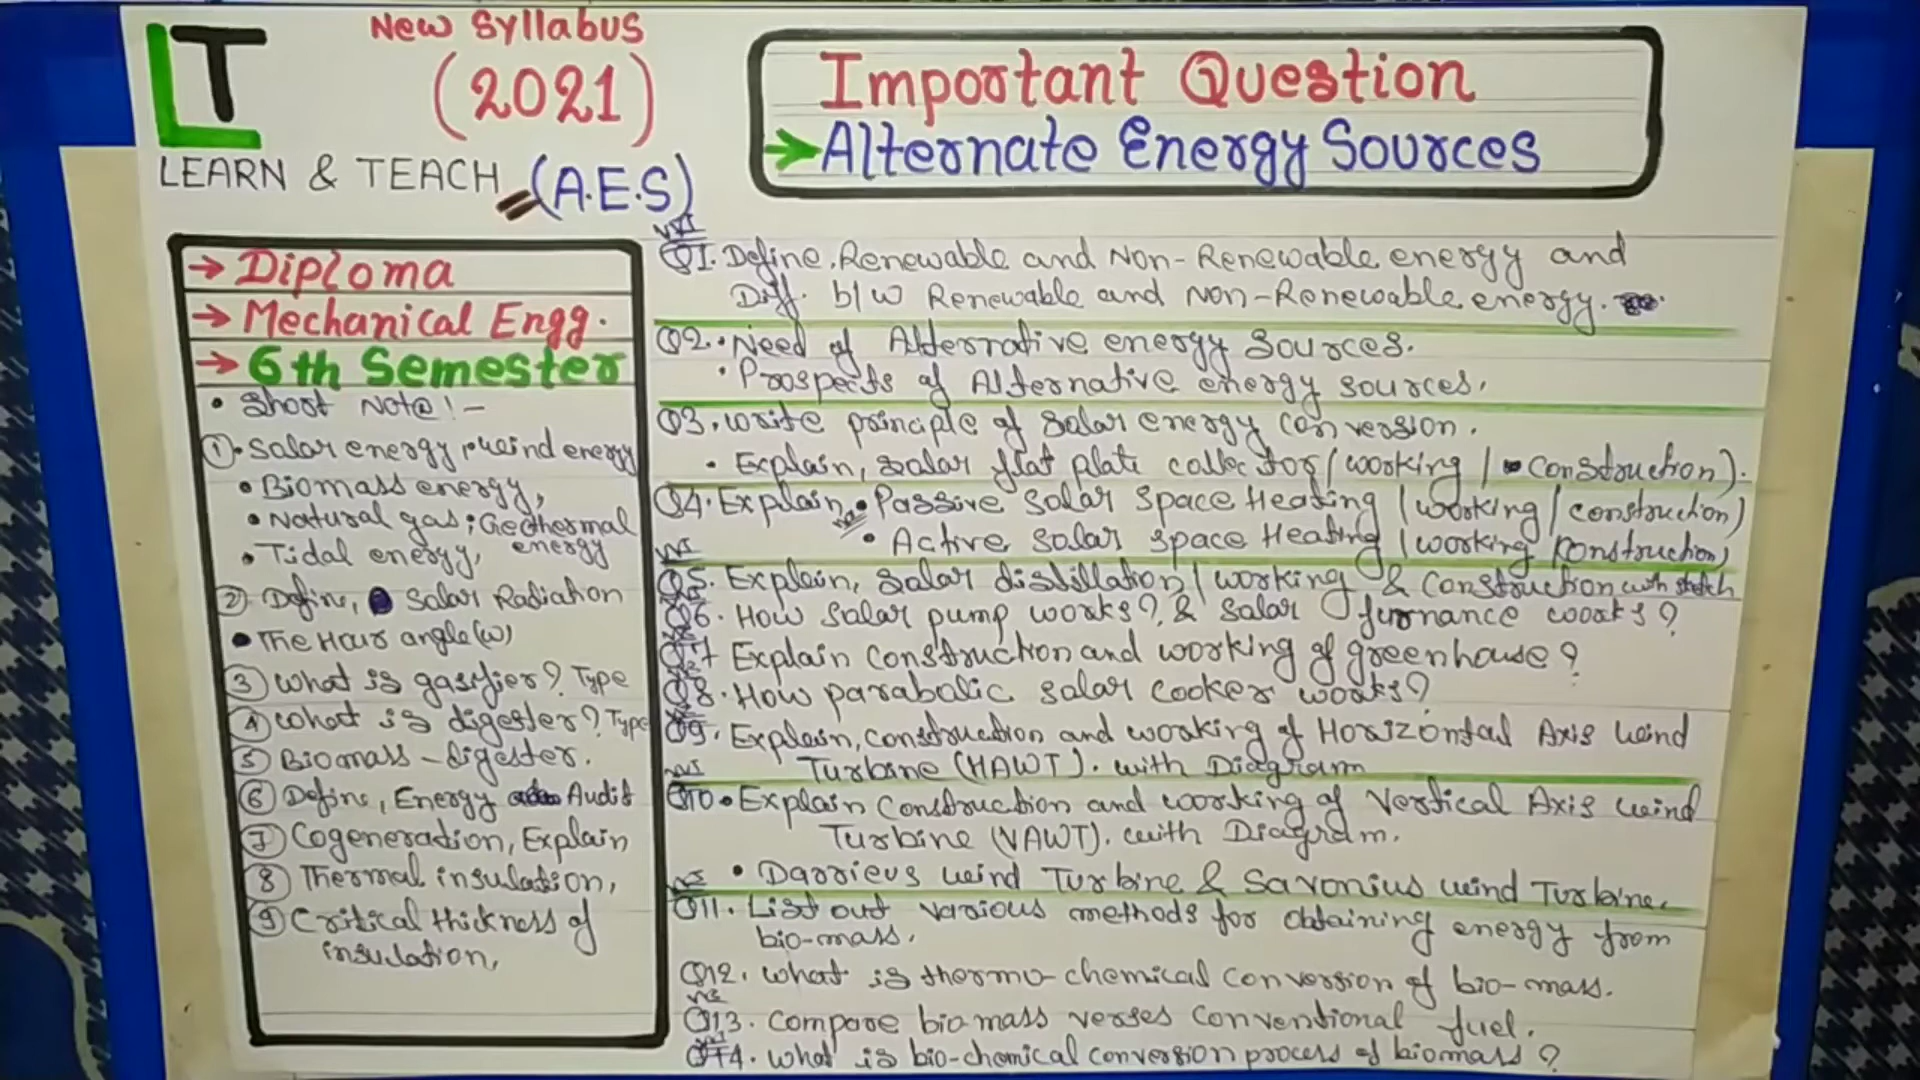 LT
New Syllabus
(2021)
LEARN & TEACH
(A.E.S)
Important Question
Alternate Energy Sources
→ Diploma
→ Mechanical Engg.
→ 6th Semester
• Short Note!-
① • Solar energy, • wind energy
• Biomass energy,
• Natural gas; Geothermal
energy
• Tidal energy,
② Define, Solar Radiation
• The Hour angle (ω)
③ What is gasifier? Type
④ What is digester? Type
⑤ Biomass - digester.
⑥ Define, Energy Audit
⑦ Cogeneration, Explain
⑧ Thermal insulation,
⑨ Critical thickness of
insulation,
VVI
Q1. Define, Renewable and Non-Renewable energy and
Diff. b/w Renewable and Non-Renewable energy.
Q2. • Need of Alternative energy Sources.
• Prospects of Alternative energy sources.
Q3. write principle of Solar energy conversion.
• Explain, solar flat plate collector (working / construction).
Q4. Explain • Passive Solar Space Heating (working / construction)
• Active solar space Heating (working construction)
VVI
Q5. Explain, Solar distillation / working & construction with sketch
Q6. How Solar pump works? & Solar furnance works?
Q7 Explain construction and working of greenhouse?
Q8. How parabolic solar cooker works?
Q9. Explain, construction and working of Horizontal Axis wind
Turbine (HAWT). with Diagram
VVI
Q10. Explain Construction and working of Vertical Axis wind
Turbine (VAWT). with Diagram.
• Darrieus wind Turbine & Savonius wind Turbine.
Q11. List out various methods for obtaining energy from
bio-mass.
Q12. what is thermo-chemical conversion of bio-mass.
Q13. Compare biomass verses conventional fuel.
Q14. what is bio-chemical conversion process of biomass?